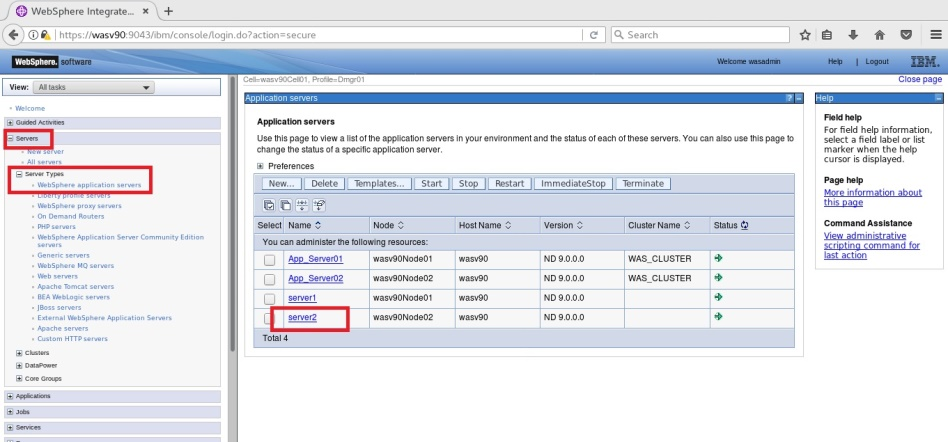 WebSphere Integrate...
https://wasv90:9043/ibm/console/login.do?action=secure
Search
WebSphere. software
Welcome wasadmin
Help | Logout
IBM.
View: All tasks
Cell=wasv90Cell01, Profile=Dmgr01
Close page
Welcome
Guided Activities
Servers
New server
All servers
Server Types
WebSphere application servers
Liberty profile servers
WebSphere proxy servers
On Demand Routers
PHP servers
WebSphere Application Server Community Edition
servers
Generic servers
WebSphere MQ servers
Web servers
Apache Tomcat servers
BEA WebLogic servers
JBoss servers
External WebSphere Application Servers
Apache servers
Custom HTTP servers
Clusters
DataPower
Core Groups
Applications
Jobs
Services
Application servers
Application servers
Use this page to view a list of the application servers in your environment and the status of each of these servers. You can also use this page to
change the status of a specific application server.
Preferences
New... Delete Templates... Start Stop Restart ImmediateStop Terminate
Select Name Node Host Name Version Cluster Name Status
You can administer the following resources:
App_Server01 wasv90Node01 wasv90 ND 9.0.0.0 WAS_CLUSTER
App_Server02 wasv90Node02 wasv90 ND 9.0.0.0 WAS_CLUSTER
server1 wasv90Node01 wasv90 ND 9.0.0.0
server2 wasv90Node02 wasv90 ND 9.0.0.0
Total 4
Help
Field help
For field help information,
select a field label or list
marker when the help
cursor is displayed.
Page help
More information about
this page
Command Assistance
View administrative
scripting command for
last action